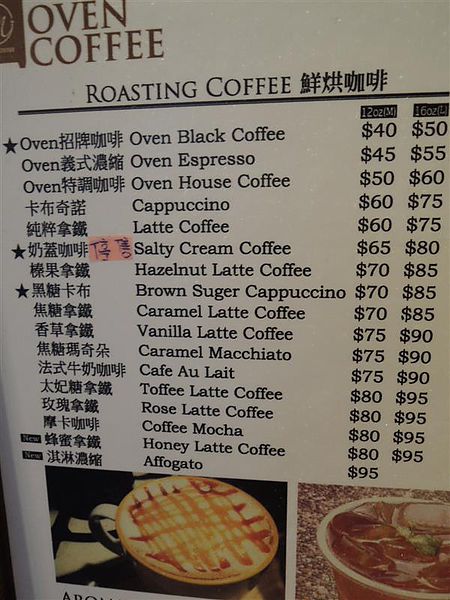 OVEN
COFFEE
ROASTING COFFEE 鮮烘咖啡
12oz(M) 16oz(L)
★Oven招牌咖啡 Oven Black Coffee $40 $50
Oven義式濃縮 Oven Espresso $45 $55
Oven特調咖啡 Oven House Coffee $50 $60
卡布奇諾 Cappuccino $60 $75
純粹拿鐵 Latte Coffee $60 $75
★奶蓋咖啡 停售 Salty Cream Coffee $65 $80
榛果拿鐵 Hazelnut Latte Coffee $70 $85
★黑糖卡布 Brown Suger Cappuccino $70 $85
焦糖拿鐵 Caramel Latte Coffee $70 $85
香草拿鐵 Vanilla Latte Coffee $75 $90
焦糖瑪奇朵 Caramel Macchiato $75 $90
法式牛奶咖啡 Cafe Au Lait $75 $90
太妃糖拿鐵 Toffee Latte Coffee $80 $95
玫瑰拿鐵 Rose Latte Coffee $80 $95
摩卡咖啡 Coffee Mocha $80 $95
New 蜂蜜拿鐵 Honey Latte Coffee $80 $95
New 淇淋濃縮 Affogato $95